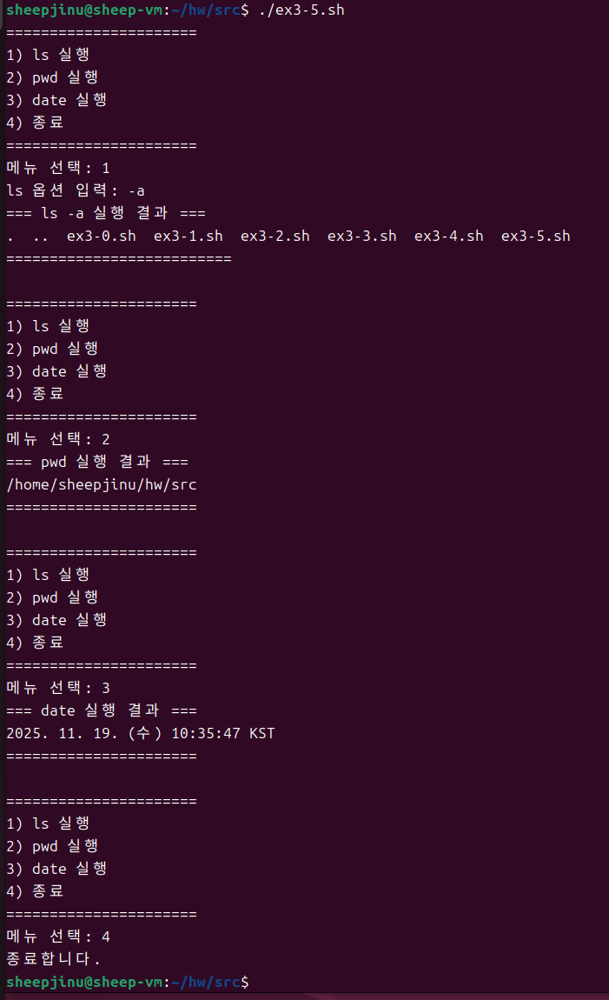 sheepjinu@sheep-vm:~/hw/src$ ./ex3-5.sh
======================
1) ls 실행
2) pwd 실행
3) date 실행
4) 종료
======================
메뉴 선택: 1
ls 옵션 입력: -a
=== ls -a 실행 결과 ===
.  ..  ex3-0.sh  ex3-1.sh  ex3-2.sh  ex3-3.sh  ex3-4.sh  ex3-5.sh
==========================

======================
1) ls 실행
2) pwd 실행
3) date 실행
4) 종료
======================
메뉴 선택: 2
=== pwd 실행 결과 ===
/home/sheepjinu/hw/src
======================

======================
1) ls 실행
2) pwd 실행
3) date 실행
4) 종료
======================
메뉴 선택: 3
=== date 실행 결과 ===
2025. 11. 19. (수) 10:35:47 KST
======================

======================
1) ls 실행
2) pwd 실행
3) date 실행
4) 종료
======================
메뉴 선택: 4
종료합니다.
sheepjinu@sheep-vm:~/hw/src$